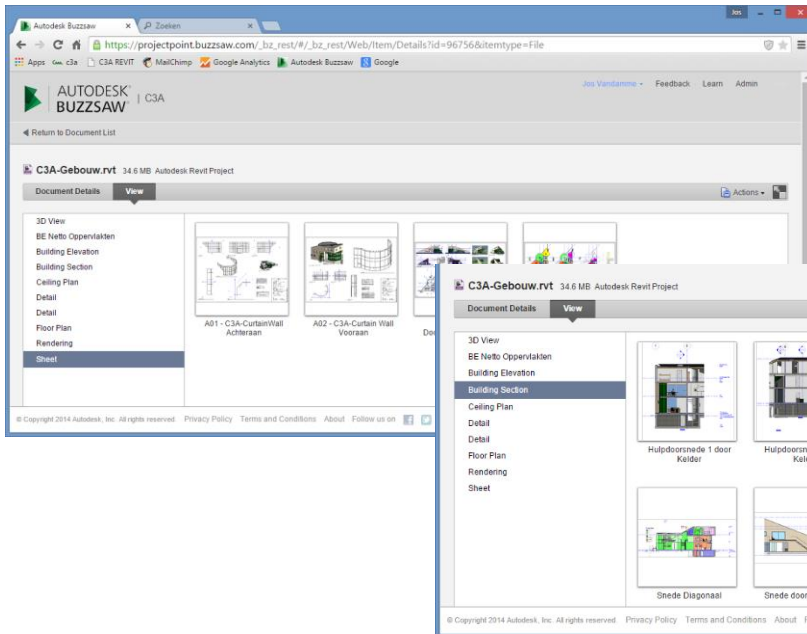 Jos
Autodesk Buzzsaw
Zoeken
https://projectpoint.buzzsaw.com/_bz_rest/#/_bz_rest/Web/Item/Details?id=96756&itemtype=File
Apps c3a C3A REVIT MailChimp Google Analytics Autodesk Buzzsaw Google
AUTODESK®
BUZZSAW® | C3A
Jos Vandamme Feedback Learn Admin
Return to Document List
C3A-Gebouw.rvt 34.6 MB Autodesk Revit Project
Document Details View Actions
3D View
BE Netto Oppervlakten
Building Elevation
Building Section
Ceiling Plan
Detail
Detail
Floor Plan
Rendering
Sheet
A01 - C3A-CurtainWall
Achteraan
A02 - C3A-Curtain Wall
Vooraan
© Copyright 2014 Autodesk, Inc. All rights reserved. Privacy Policy Terms and Conditions About Follow us on
C3A-Gebouw.rvt 34.6 MB Autodesk Revit Project
Document Details View
3D View
BE Netto Oppervlakten
Building Elevation
Building Section
Ceiling Plan
Detail
Detail
Floor Plan
Rendering
Sheet
Hulpdoorsnede 1 door
Kelder
Hulpdoorsn
Keld
Snede Diagonaal
Snede door
© Copyright 2014 Autodesk, Inc. All rights reserved. Privacy Policy Terms and Conditions About